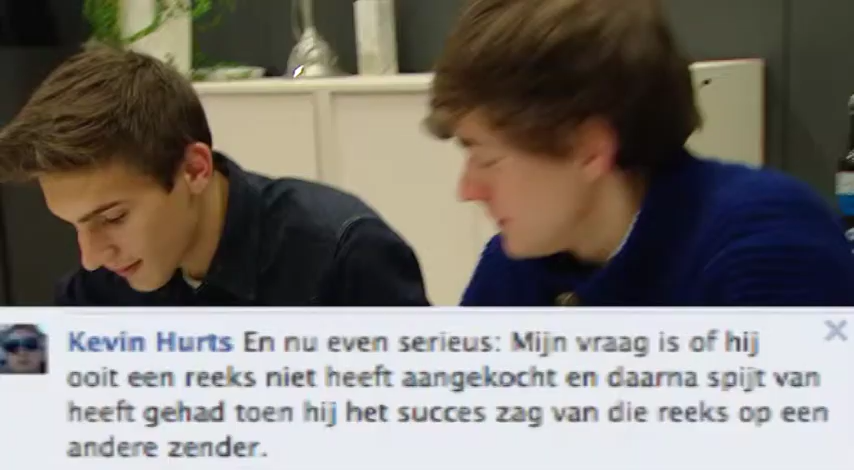 Kevin Hurts En nu even serieus: Mijn vraag is of hij
ooit een reeks niet heeft aangekocht en daarna spijt van
heeft gehad toen hij het succes zag van die reeks op een
andere zender.